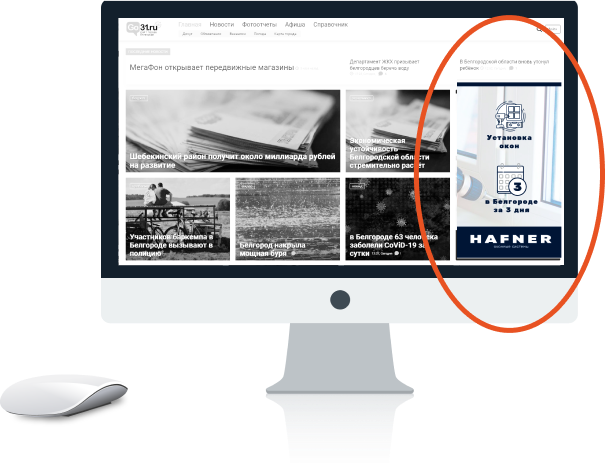 Go31.ru
Главная Новости Фотоотчеты Афиша Справочник
МегаФон открывает передвижные магазины
Департамент ЖКХ призывает
белгородцев беречь воду
В Белгородской области вновь утонул
ребёнок
Шебекинский район получит около миллиарда рублей
на развитие
Экономическая
устойчивость
Белгородской области
стремительно растёт
Участников баркемпа в
Белгороде вызывают в
полицию
Белгород накрыла
мощная буря
в Белгороде 63 человека
заболели CoViD-19 за
сутки
Установка
окон
3
в Белгороде
за 3 дня
HAFNER